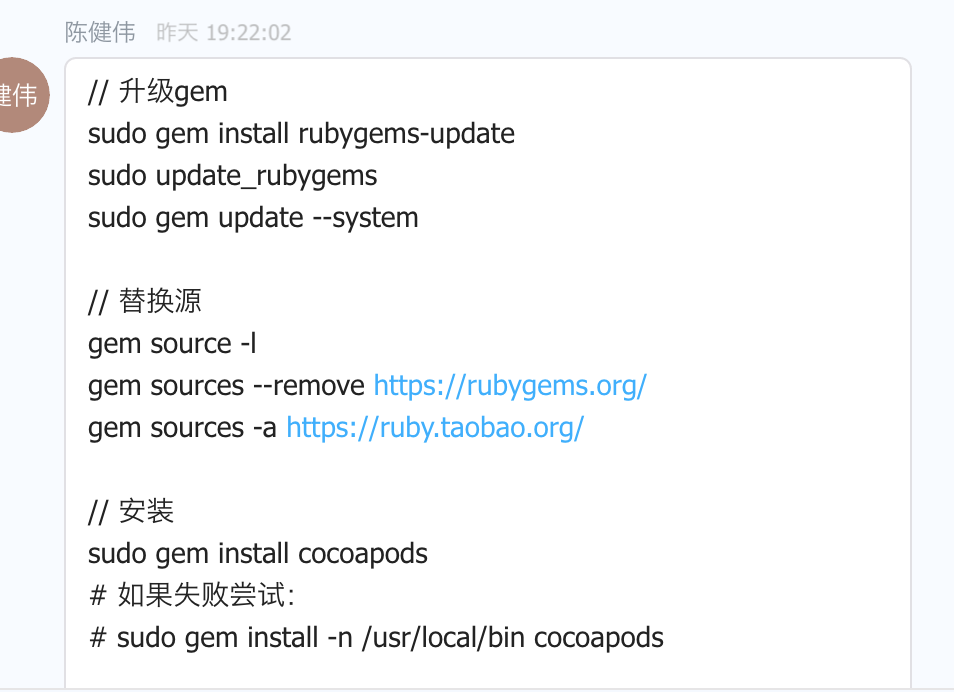 陈健伟 昨天 19:22:02
健伟
// 升级gem
sudo gem install rubygems-update
sudo update_rubygems
sudo gem update --system
// 替换源
gem source -l
gem sources --remove https://rubygems.org/
gem sources -a https://ruby.taobao.org/
// 安装
sudo gem install cocoapods
# 如果失败尝试：
# sudo gem install -n /usr/local/bin cocoapods